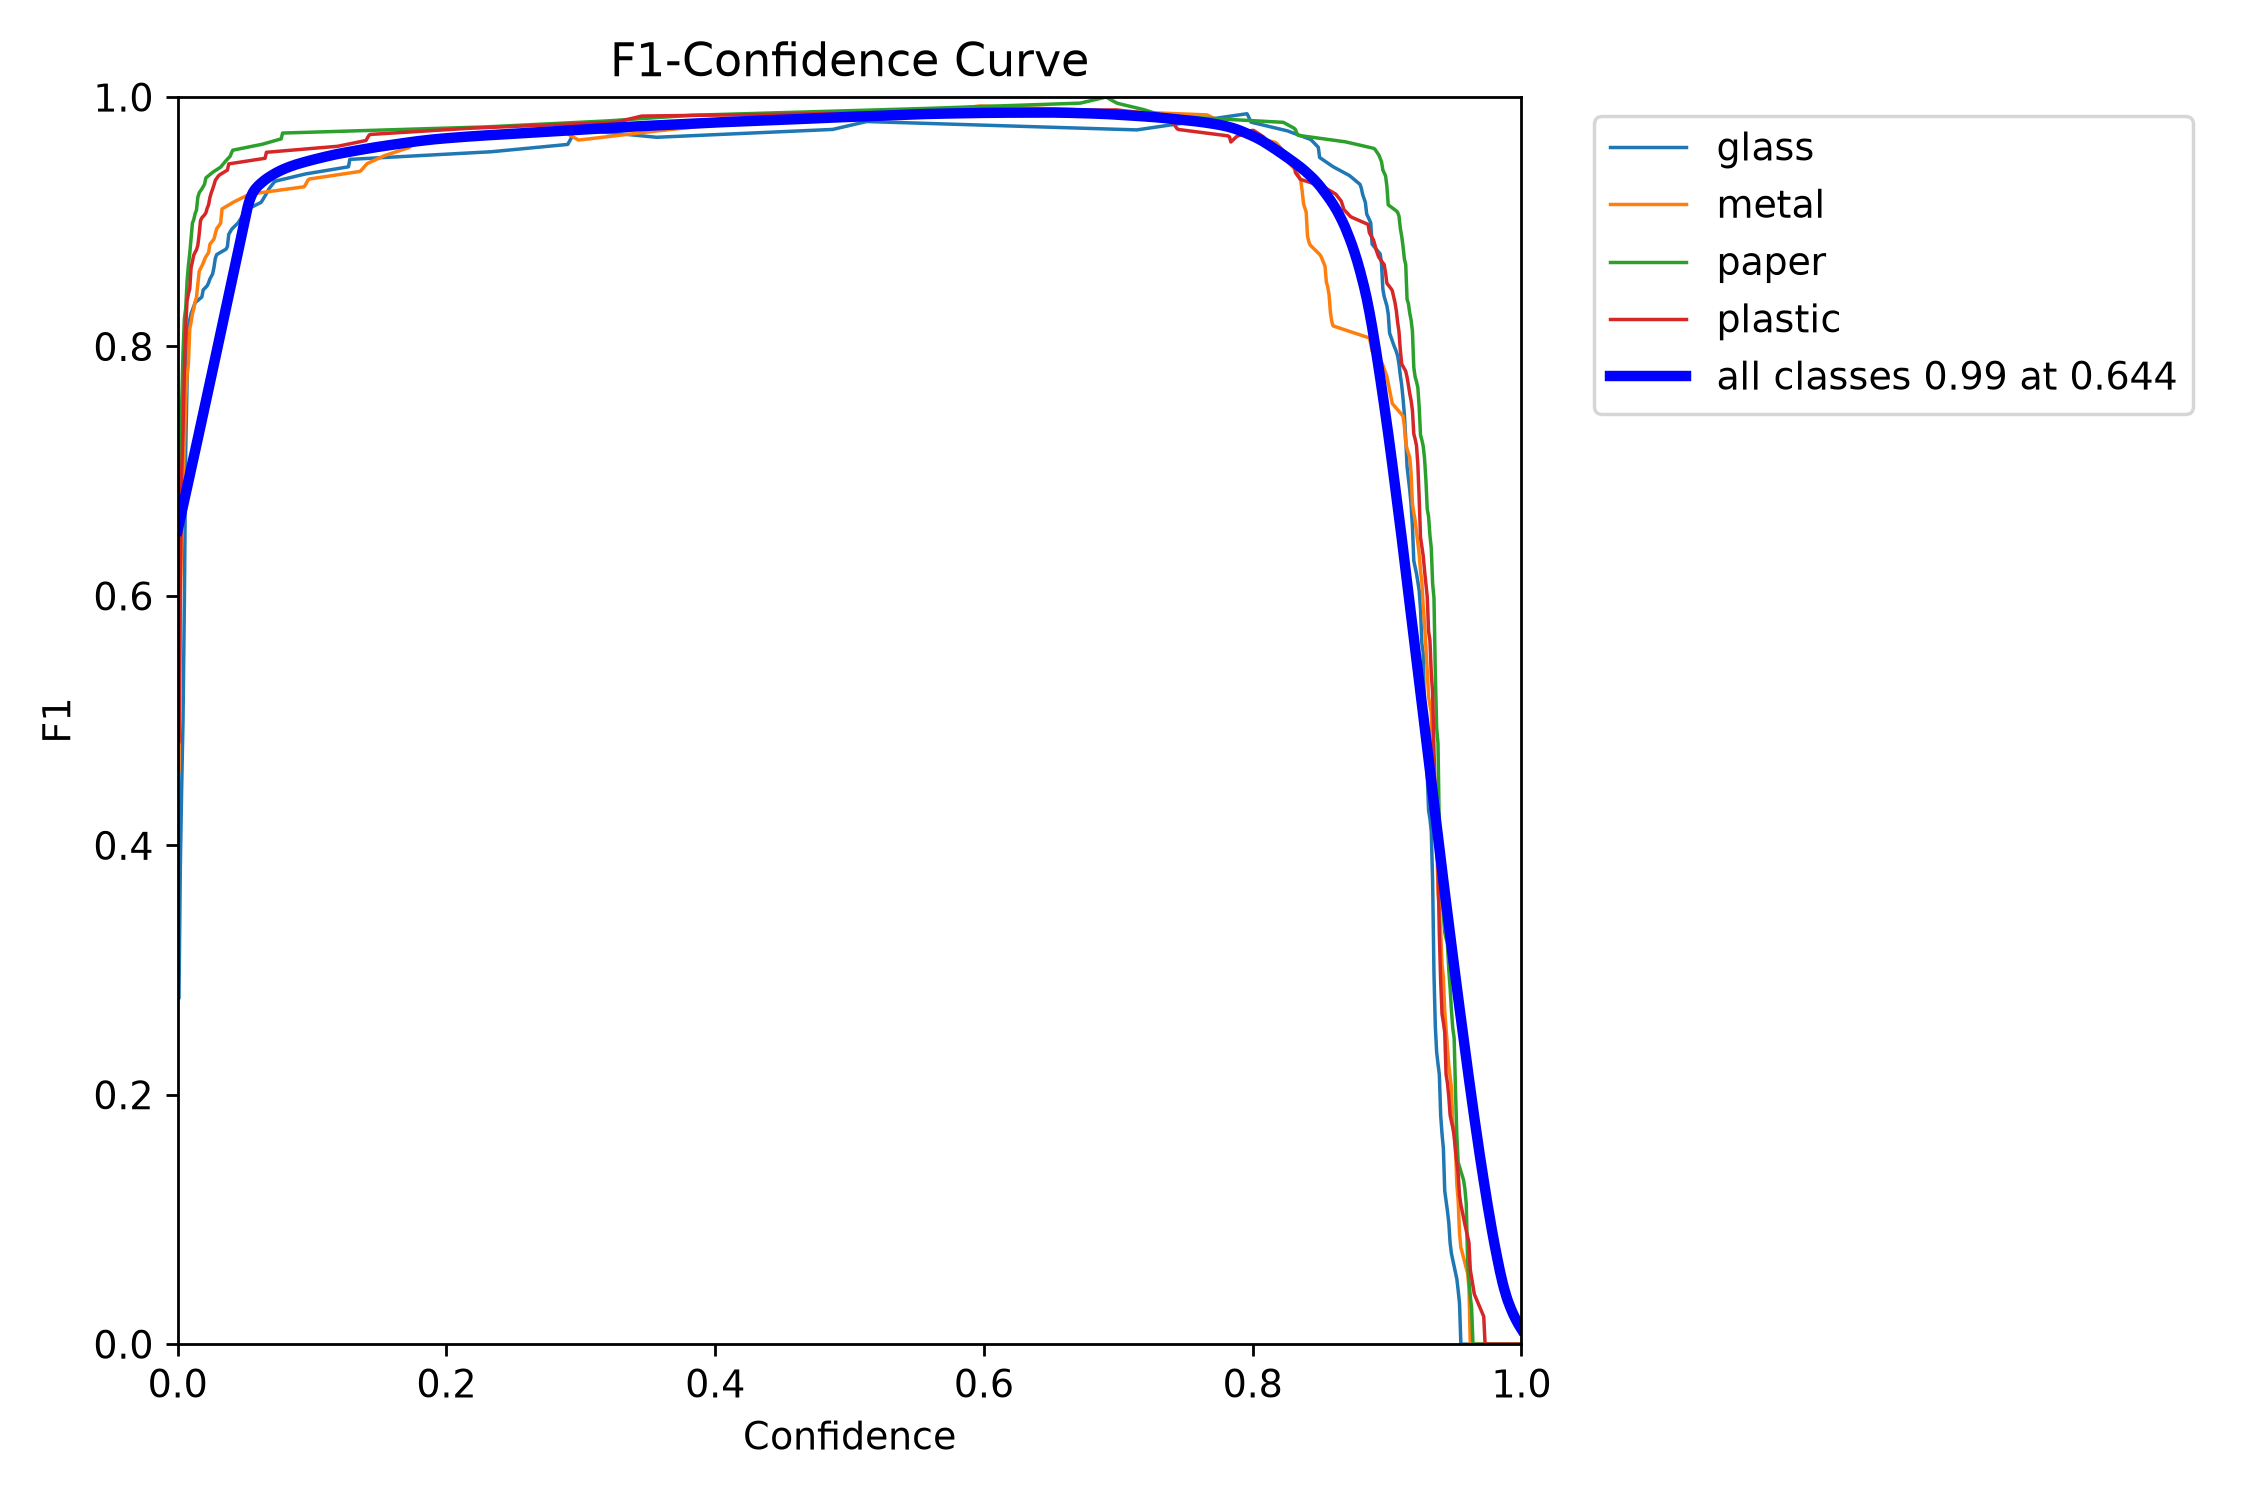 F1-Confidence Curve
1.0
0.8
0.6
0.4
0.2
0.0
F1
0.0 0.2 0.4 0.6 0.8 1.0
Confidence
glass
metal
paper
plastic
all classes 0.99 at 0.644